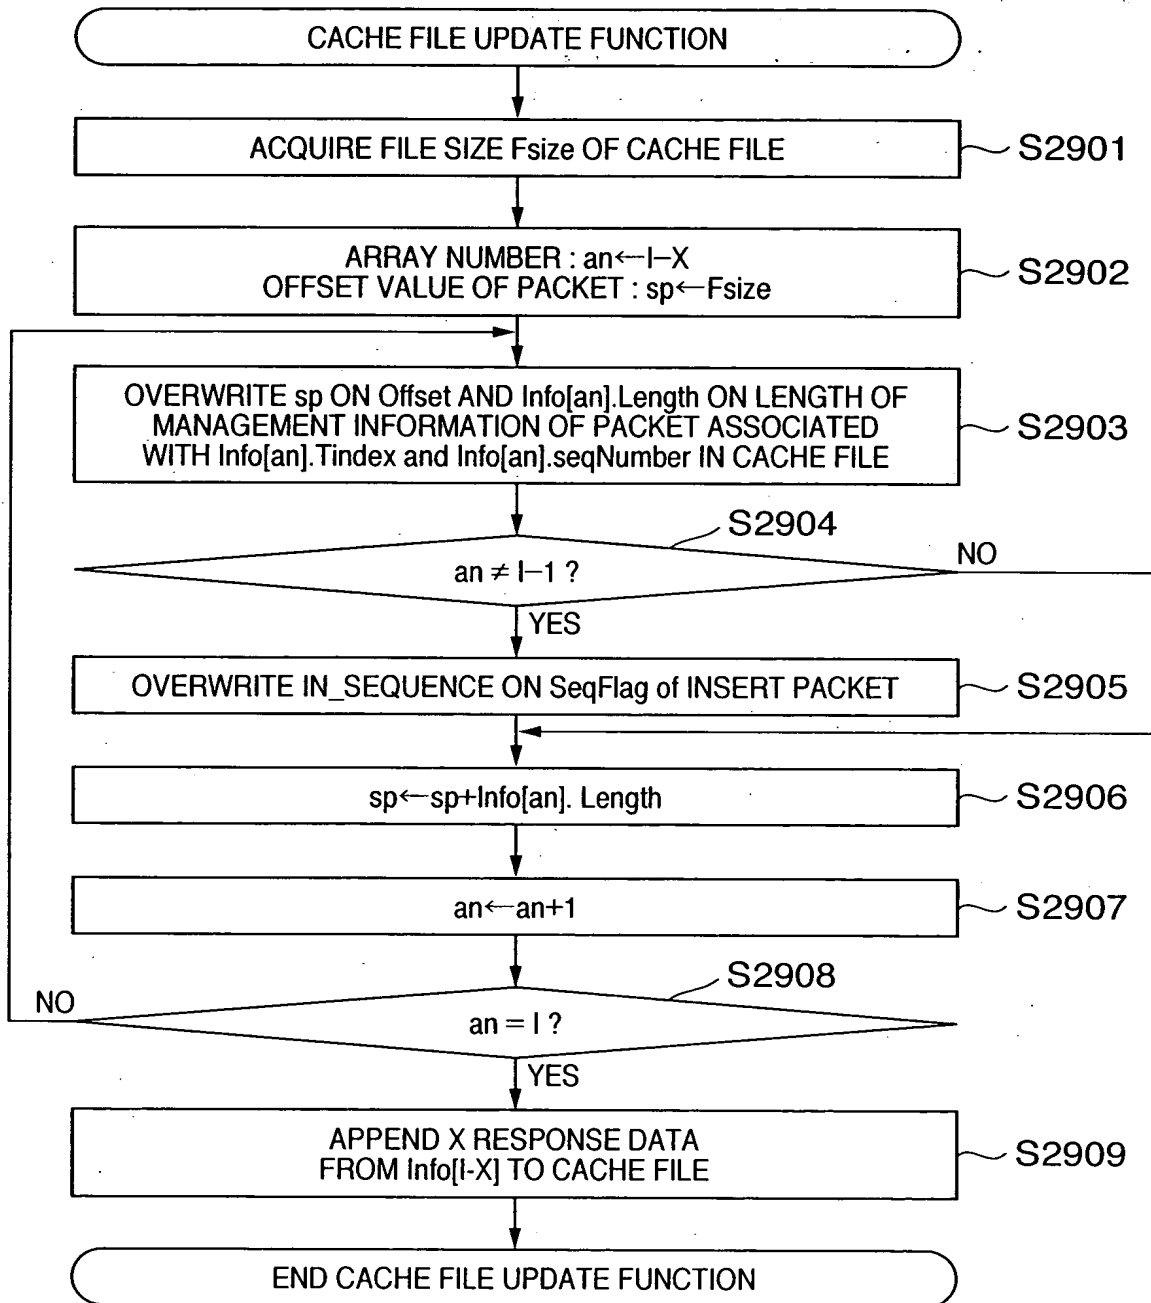 CACHE FILE UPDATE FUNCTION
ACQUIRE FILE SIZE Fsize OF CACHE FILE
S2901
ARRAY NUMBER : an←I–X
OFFSET VALUE OF PACKET : sp←Fsize
S2902
OVERWRITE sp ON Offset AND Info[an].Length ON LENGTH OF
MANAGEMENT INFORMATION OF PACKET ASSOCIATED
WITH Info[an].Tindex and Info[an].seqNumber IN CACHE FILE
S2903
S2904
an ≠ I–1 ?
NO
YES
OVERWRITE IN_SEQUENCE ON SeqFlag of INSERT PACKET
S2905
sp←sp+Info[an]. Length
S2906
an←an+1
S2907
S2908
NO
an = I ?
YES
APPEND X RESPONSE DATA
FROM Info[I-X] TO CACHE FILE
S2909
END CACHE FILE UPDATE FUNCTION